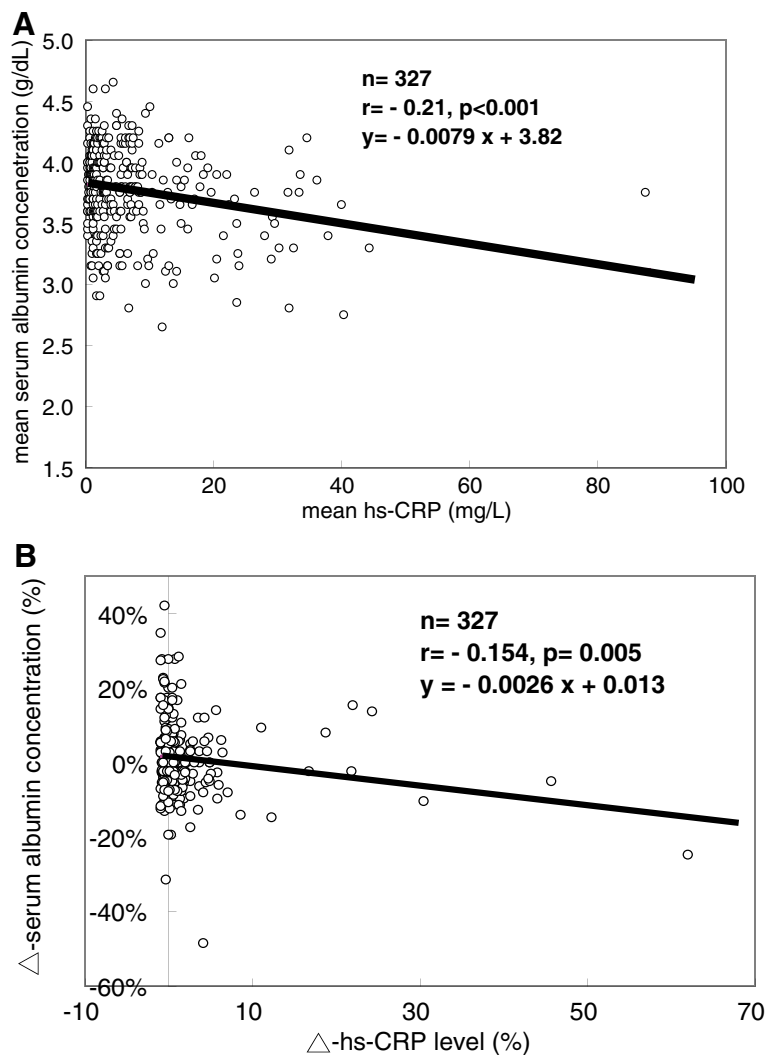 A
mean serum albumin concenetration (g/dL)
5.0
4.5
4.0
3.5
3.0
2.5
2.0
1.5
n= 327
r= - 0.21, p<0.001
y= - 0.0079 x + 3.82
0 20 40 60 80 100
mean hs-CRP (mg/L)
B
△-serum albumin concentration (%)
40%
20%
0%
-20%
-40%
-60%
n= 327
r= - 0.154, p= 0.005
y = - 0.0026 x + 0.013
-10 10 30 50 70
△-hs-CRP level (%)